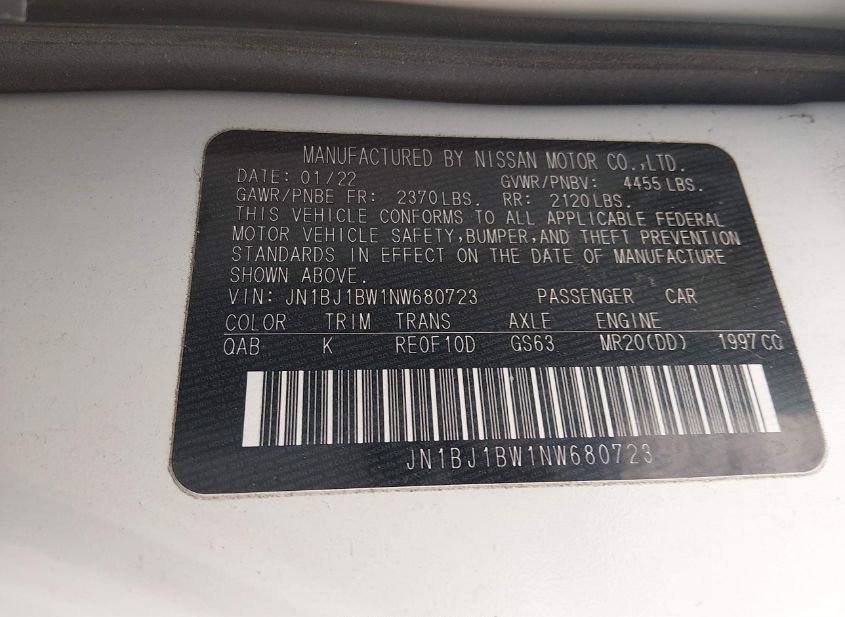 MANUFACTURED BY NISSAN MOTOR CO.,LTD.
DATE: 01/22 GVWR/PNBV: 4455 LBS.
GAWR/PNBE FR: 2370LBS. RR: 2120LBS.
THIS VEHICLE CONFORMS TO ALL APPLICABLE FEDERAL
MOTOR VEHICLE SAFETY,BUMPER,AND THEFT PREVENTION
STANDARDS IN EFFECT ON THE DATE OF MANUFACTURE
SHOWN ABOVE.
VIN: JN1BJ1BW1NW680723 PASSENGER CAR
COLOR TRIM TRANS AXLE ENGINE
QAB K RE0F10D GS63 MR20(DD) 1997CC
JN1BJ1BW1NW680723